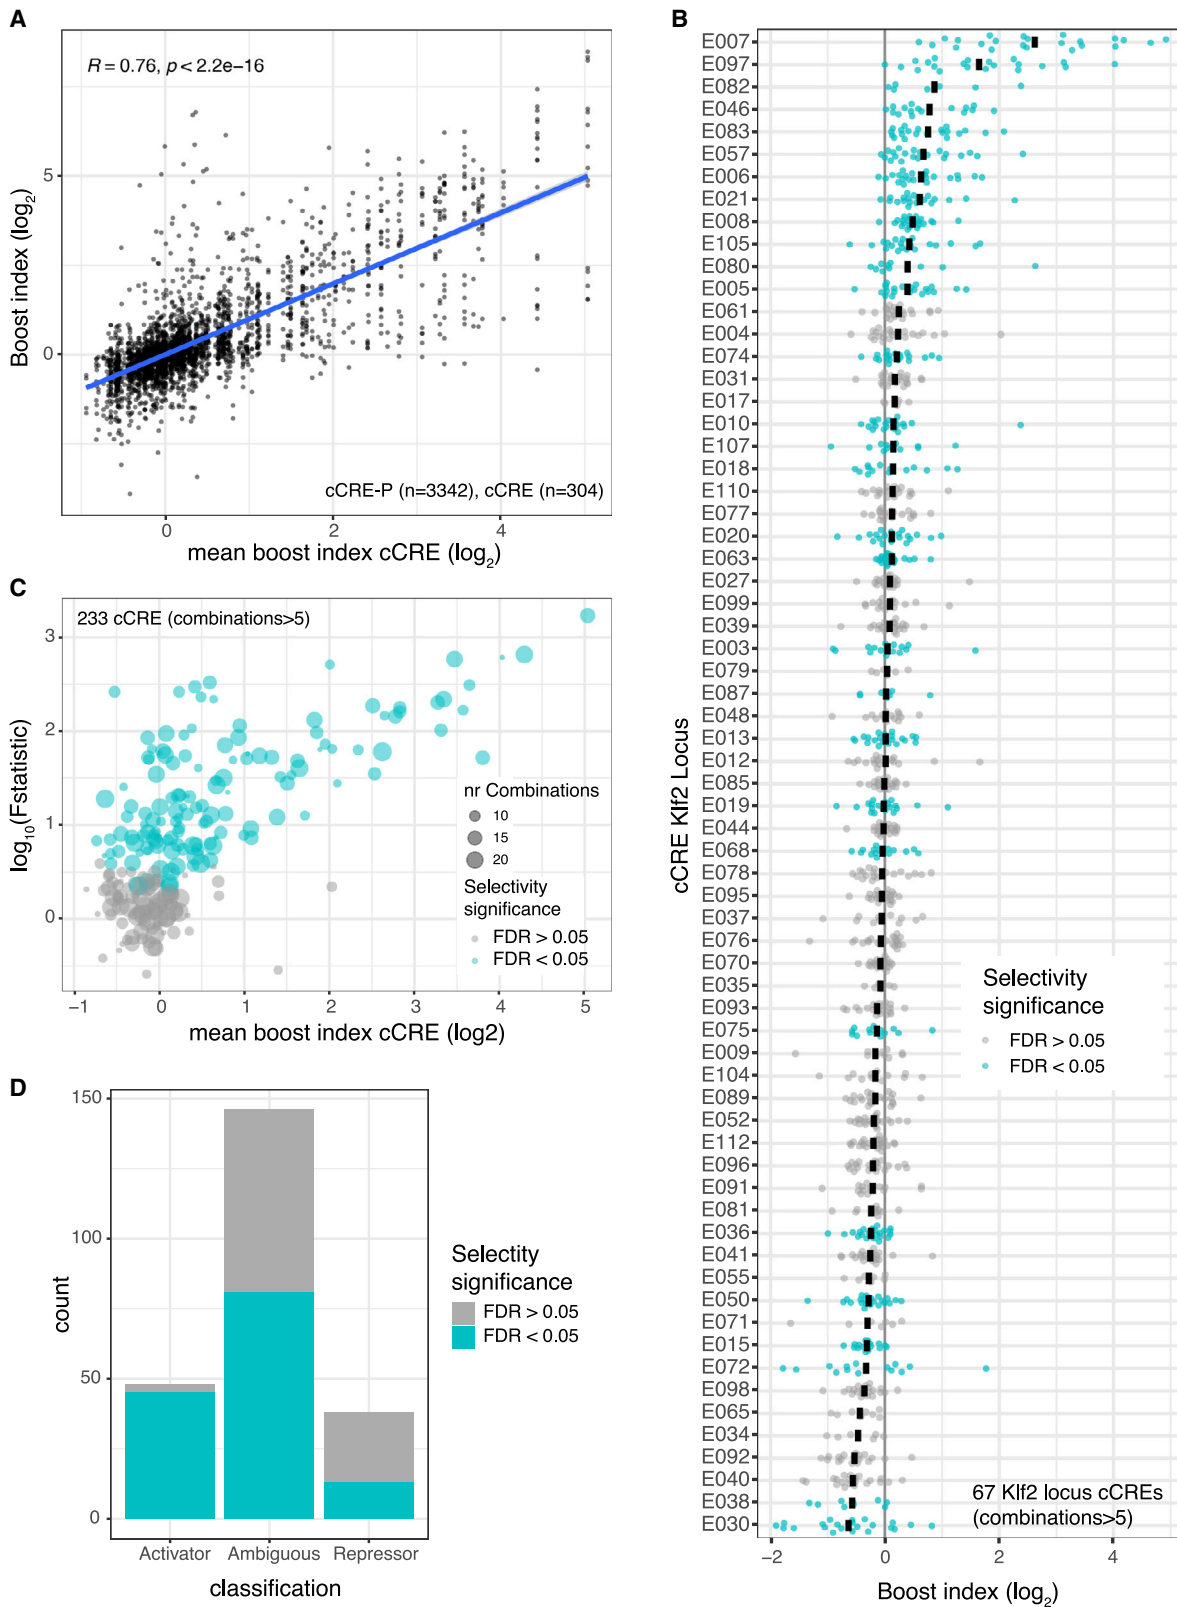 A
R = 0.76, p < 2.2e−16
Boost index (log2)
5
0
cCRE-P (n=3342), cCRE (n=304)
0
2
4
mean boost index cCRE (log2)
B
cCRE Klf2 Locus
E007
E097
E082
E046
E083
E057
E006
E021
E008
E105
E080
E005
E061
E004
E074
E031
E017
E010
E107
E018
E110
E077
E020
E063
E027
E099
E039
E003
E079
E087
E048
E013
E012
E085
E019
E044
E068
E078
E095
E037
E076
E070
E035
E093
E075
E009
E104
E089
E052
E112
E096
E091
E081
E036
E041
E055
E050
E071
E015
E072
E098
E065
E034
E092
E040
E038
E030
Selectivity
significance
FDR > 0.05
FDR < 0.05
67 Klf2 locus cCREs
(combinations>5)
−2
0
2
4
Boost index (log2)
C
233 cCRE (combinations>5)
log10(Fstatistic)
3
2
1
0
nr Combinations
10
15
20
Selectivity
significance
FDR > 0.05
FDR < 0.05
−1
0
1
2
3
4
5
mean boost index cCRE (log2)
D
count
150
100
50
0
Activator
Ambiguous
Repressor
classification
Selectity
significance
FDR > 0.05
FDR < 0.05